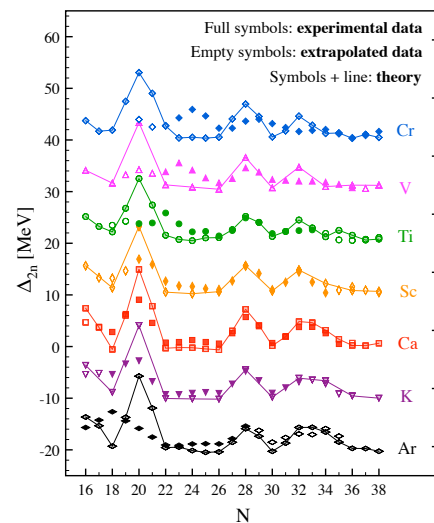 Full symbols: experimental data
Empty symbols: extrapolated data
Symbols + line: theory
Δ2n [MeV]
60
50
40
30
20
10
0
-10
-20
Cr
V
Ti
Sc
Ca
K
Ar
16 18 20 22 24 26 28 30 32 34 36 38
N